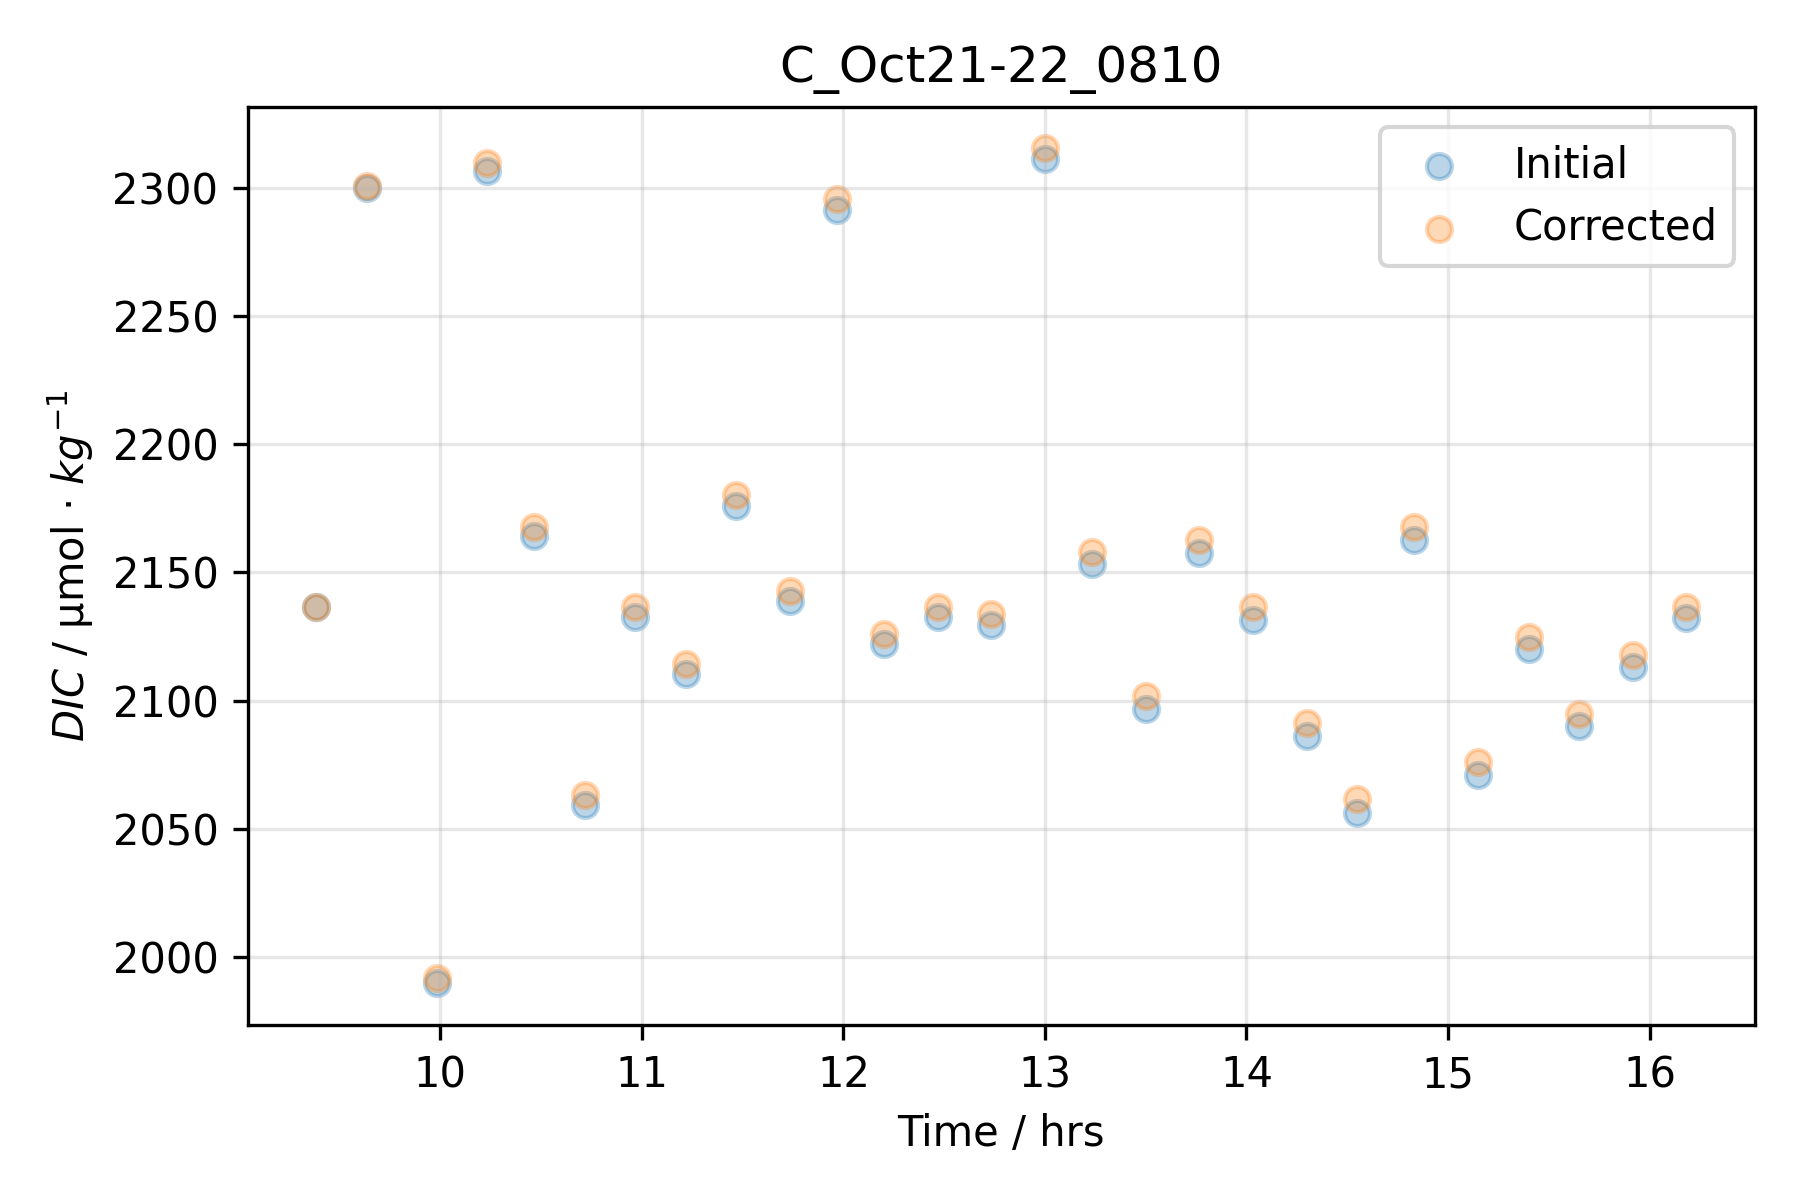 C_Oct21-22_0810
Initial
Corrected
2300
2250
2200
2150
2100
2050
2000
DIC / µmol · kg⁻¹
10 11 12 13 14 15 16
Time / hrs